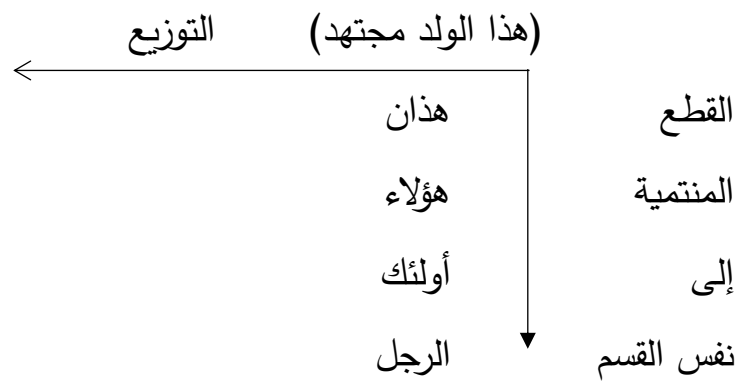 (هذا الولد مجتهد) التوزيع
القطع هذان
المنتمية هؤلاء
إلى أولئك
نفس القسم الرجل